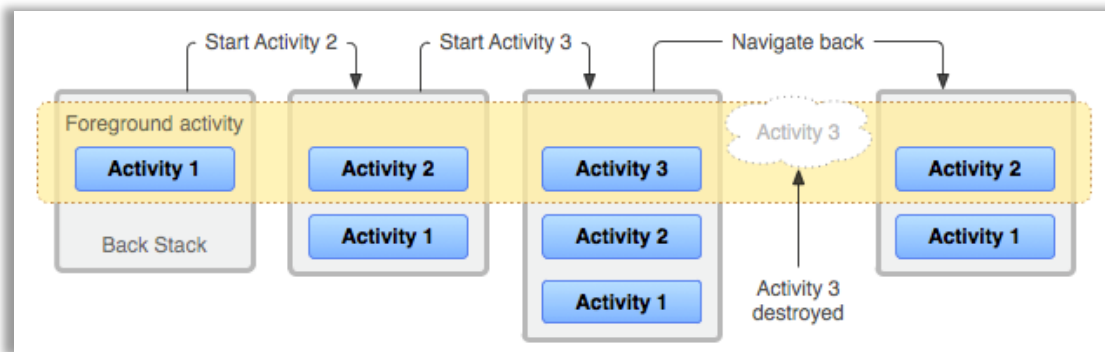 Start Activity 2
Start Activity 3
Navigate back
Foreground activity
Activity 1
Back Stack
Activity 2
Activity 1
Activity 3
Activity 2
Activity 1
Activity 3
Activity 3
destroyed
Activity 2
Activity 1